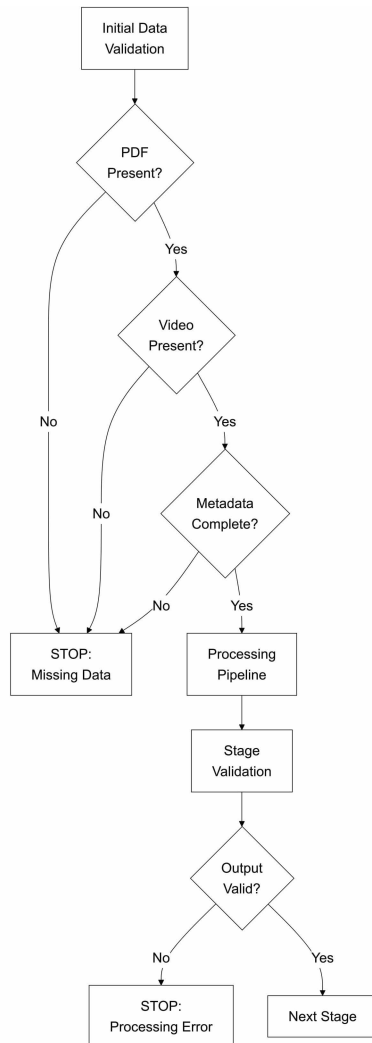 Initial Data
Validation
PDF
Present?
Yes
Video
Present?
No
Yes
No
Metadada
Complete?
No
Yes
STOP:
Missing Data
Processing
Pipeline
Stage
Validation
Output
Valid?
No
Yes
STOP:
Processing Error
Next Stage